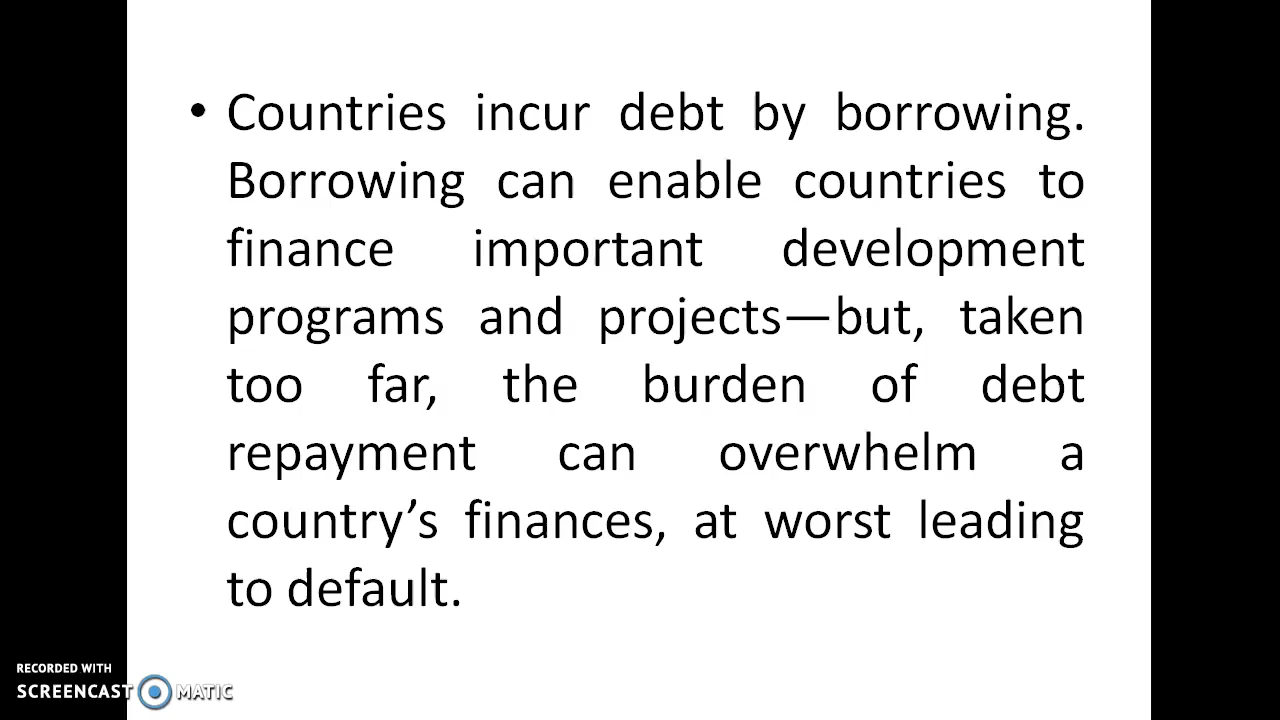 • Countries incur debt by borrowing.
Borrowing can enable countries to
finance important development
programs and projects—but, taken
too far, the burden of debt
repayment can overwhelm a
country’s finances, at worst leading
to default.
RECORDED WITH
SCREENCAST MATIC